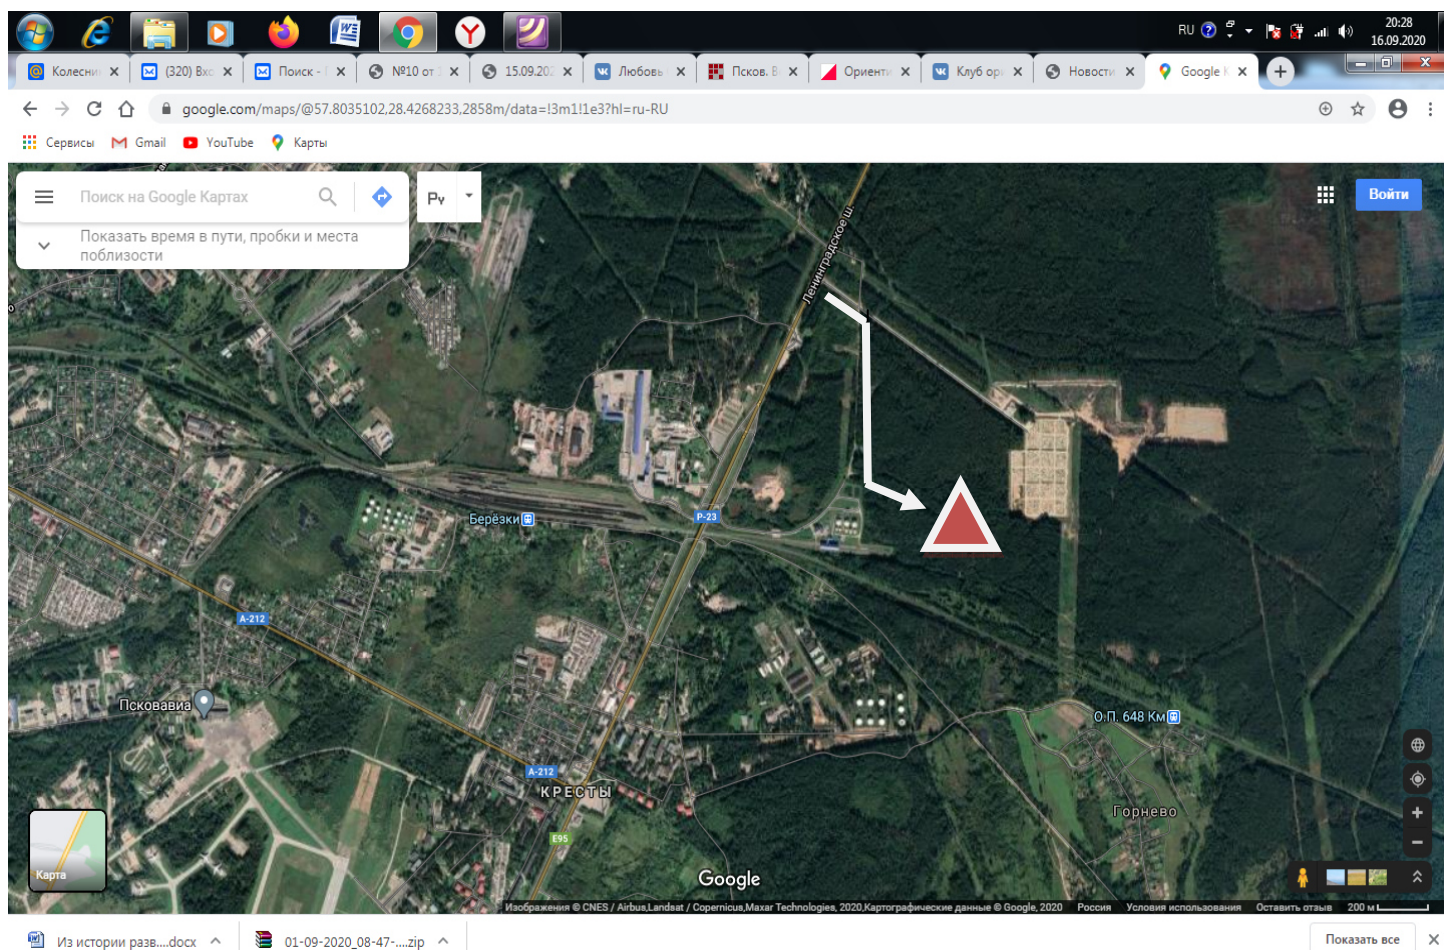 RU
20:28
16.09.2020
Колесни
(320) Вхо
Поиск -
№10 от
15.09.202
Любовь
Псков. В
Ориенти
Клуб ор
Новости
Google К
google.com/maps/@57.8035102,28.4268233,2858m/data=!3m1!1e3?hl=ru-RU
Сервисы
Gmail
YouTube
Карты
Поиск на Google Картах
Показать время в пути, пробки и места
поблизости
Войти
Ленинградское ш.
Берёзки
Р-23
А-212
Псковавиа
О.П. 648 Км
А-212
КРЕСТЫ
Горнево
E95
Карта
Google
Изображения © CNES / Airbus,Landsat / Copernicus,Maxar Technologies, 2020,Картографические данные © Google, 2020 Россия Условия использования Оставить отзыв 200 м
Из истории разв....docx
01-09-2020_08-47-....zip
Показать все